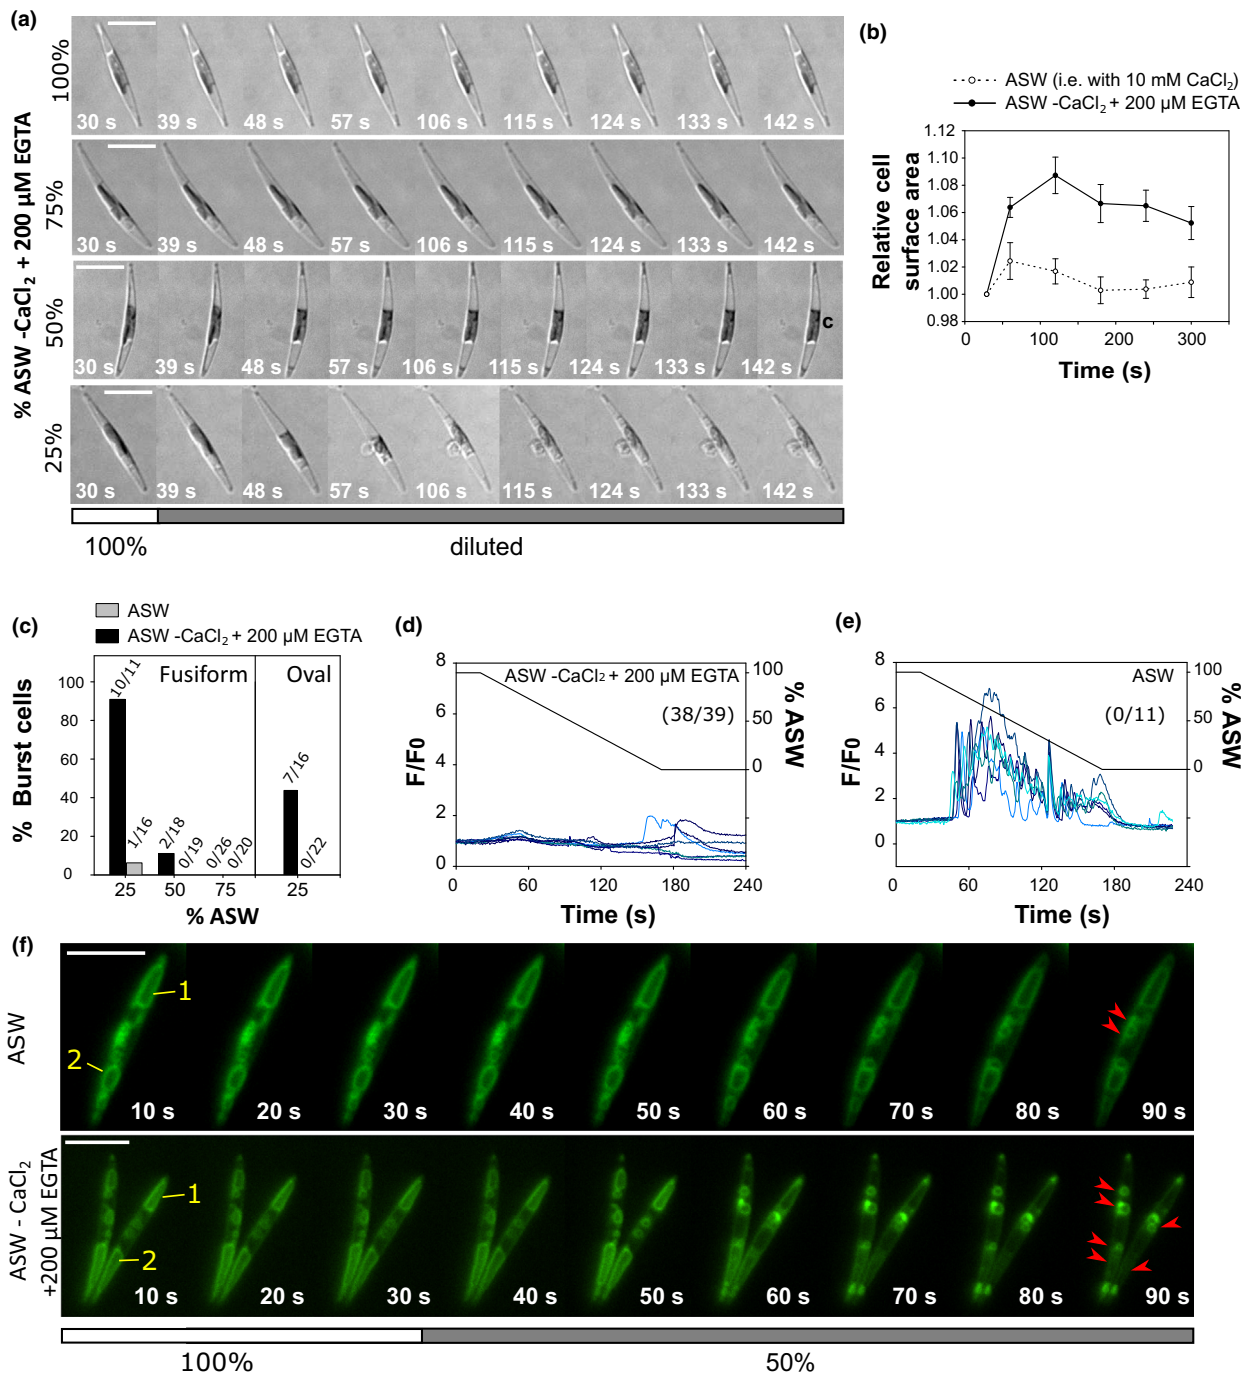 (a)
% ASW -CaCl₂ + 200 µM EGTA
100%
30 s 39 s 48 s 57 s 106 s 115 s 124 s 133 s 142 s
75%
30 s 39 s 48 s 57 s 106 s 115 s 124 s 133 s 142 s
50%
30 s 39 s 48 s 57 s 106 s 115 s 124 s 133 s 142 s
c
25%
30 s 39 s 48 s 57 s 106 s 115 s 124 s 133 s 142 s
100% diluted
(b)
ASW (i.e. with 10 mM CaCl₂)
ASW -CaCl₂ + 200 µM EGTA
Relative cell
surface area
1.12
1.10
1.08
1.06
1.04
1.02
1.00
0.98
0 100 200 300
Time (s)
(c)
ASW
ASW -CaCl₂ + 200 µM EGTA
% Burst cells
100
80
60
40
20
0
Fusiform Oval
10/11
1/16
2/18
0/19
0/26
0/20
7/16
0/22
25 50 75 25
% ASW
(d)
ASW -CaCl₂ + 200 µM EGTA
(38/39)
F/F0
8
6
4
2
0
% ASW
100
50
0
0 60 120 180 240
Time (s)
(e)
ASW
(0/11)
F/F0
8
6
4
2
0
% ASW
100
50
0
0 60 120 180 240
Time (s)
(f)
ASW
1
2
10 s 20 s 30 s 40 s 50 s 60 s 70 s 80 s 90 s
ASW - CaCl₂
+200 µM EGTA
1
2
10 s 20 s 30 s 40 s 50 s 60 s 70 s 80 s 90 s
100% 50%